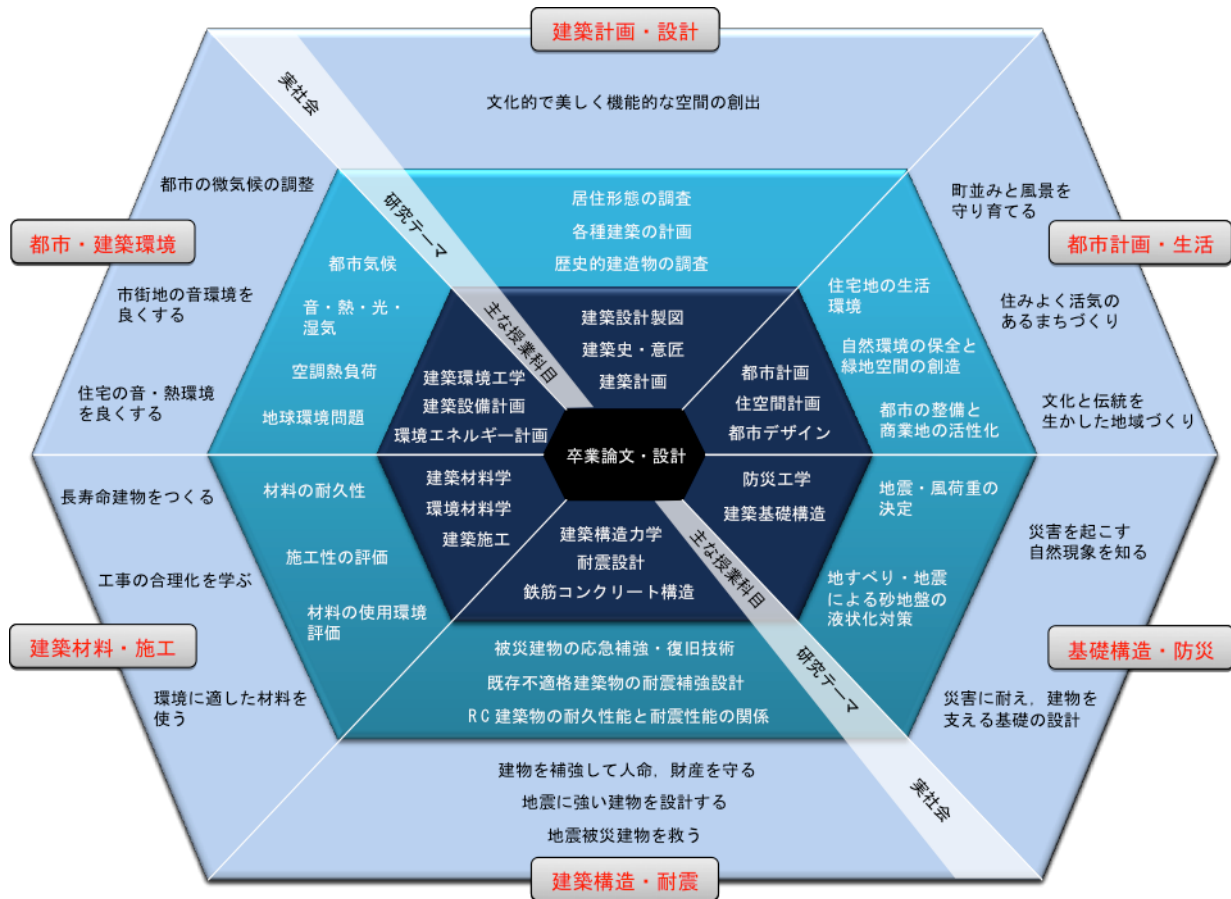 建築計画・設計
実社会
文化的で美しく機能的な空間の創出
研究テーマ
居住形態の調査
各種建築の計画
歴史的建造物の調査
主な授業科目
建築設計製図
建築史・意匠
建築計画
都市・建築環境
都市の微気候の調整
市街地の音環境を
良くする
住宅の音・熱環境
を良くする
都市気候
音・熱・光・
湿気
空調熱負荷
地球環境問題
建築環境工学
建築設備計画
環境エネルギー計画
都市計画・生活
町並みと風景を
守り育てる
住みよく活気の
あるまちづくり
文化と伝統を
生かした地域づくり
住宅地の生活
環境
自然環境の保全と
緑地空間の創造
都市の整備と
商業地の活性化
都市計画
住空間計画
都市デザイン
卒業論文・設計
建築材料・施工
長寿命建物をつくる
工事の合理化を学ぶ
環境に適した材料を
使う
材料の耐久性
施工性の評価
材料の使用環境
評価
建築材料学
環境材料学
建築施工
基礎構造・防災
防災工学
建築基礎構造
地震・風荷重の
決定
地すべり・地震
による砂地盤の
液状化対策
災害を起こす
自然現象を知る
災害に耐え，建物を
支える基礎の設計
建築構造力学
耐震設計
鉄筋コンクリート構造
主な授業科目
被災建物の応急補強・復旧技術
既存不適格建築物の耐震補強設計
RC建築物の耐久性能と耐震性能の関係
研究テーマ
建物を補強して人命，財産を守る
地震に強い建物を設計する
地震被災建物を救う
実社会
建築構造・耐震